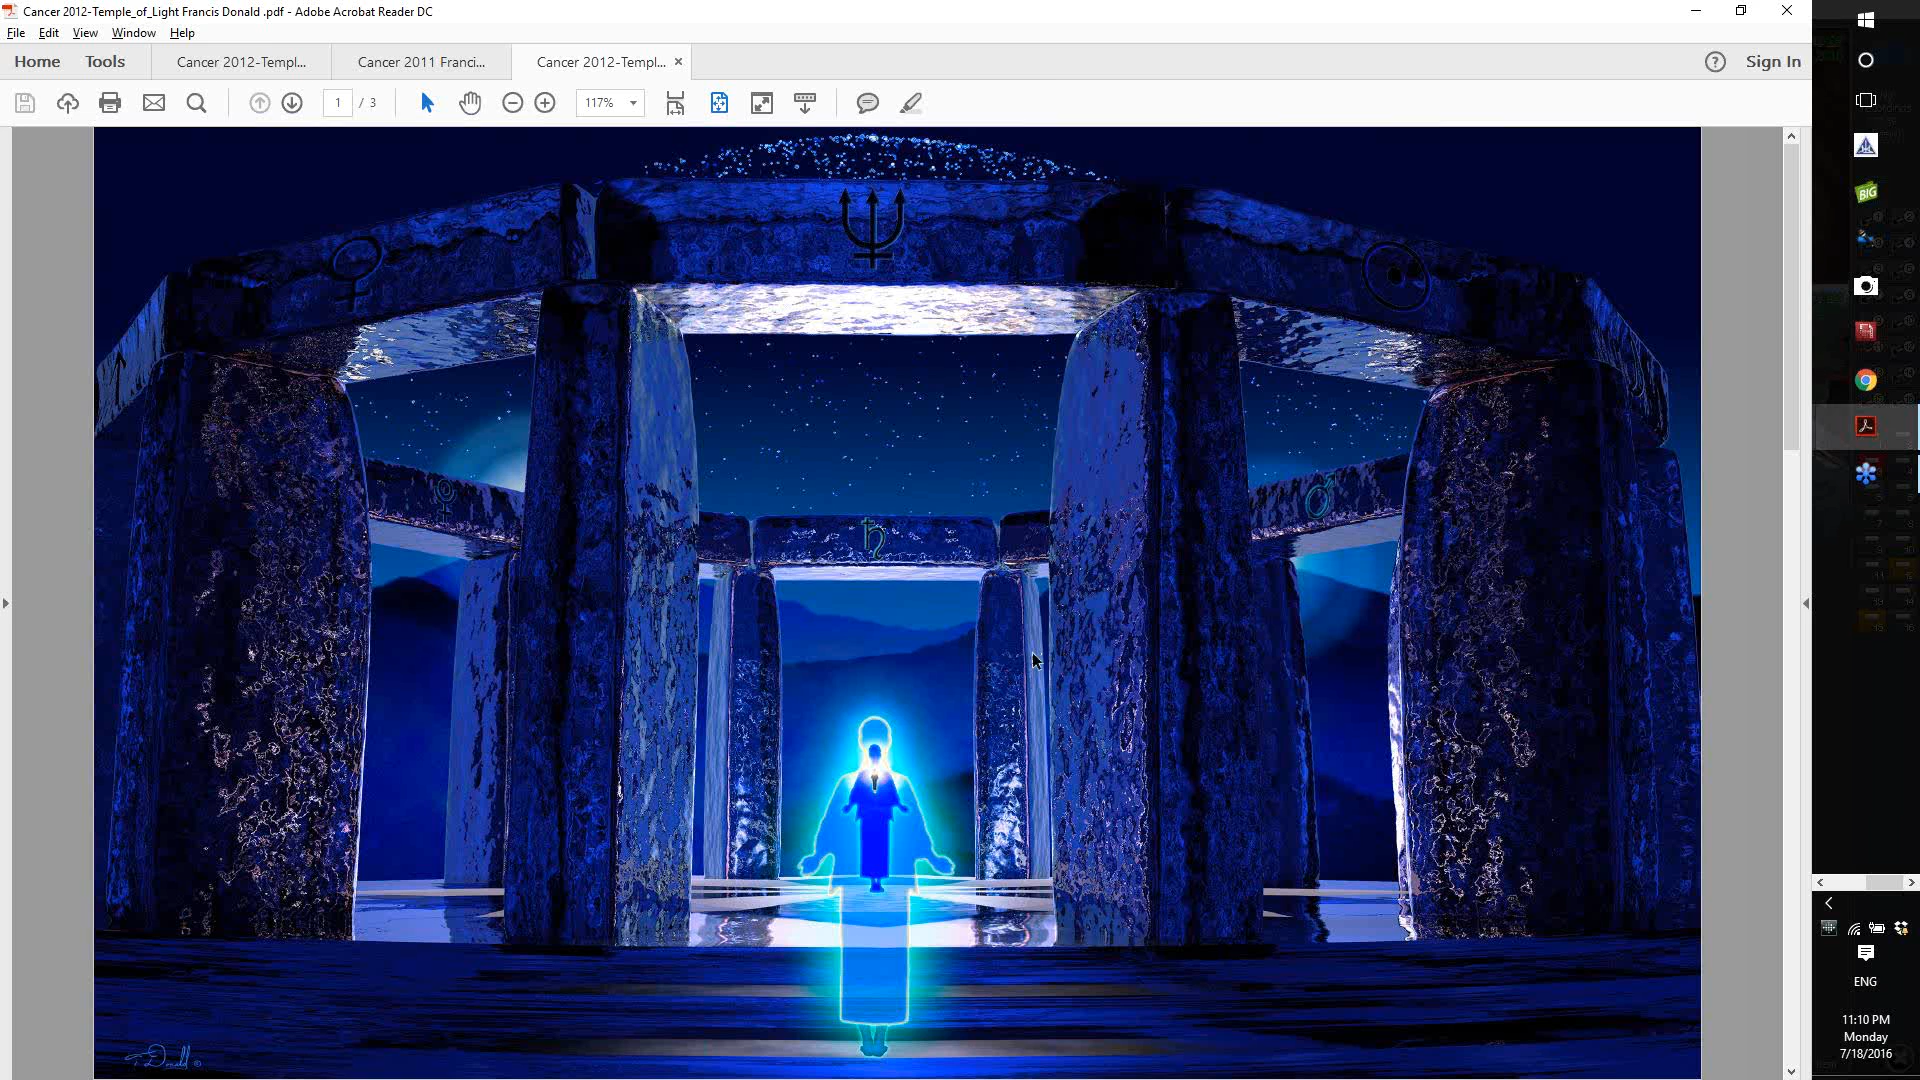 Cancer 2012-Temple_of_Light Francis Donald .pdf - Adobe Acrobat Reader DC
File Edit View Window Help
Home Tools Cancer 2012-Templ... Cancer 2011 Franci... Cancer 2012-Templ... ×
? Sign In
1 / 3 117%
BIG
Donald ©
ENG
11:10 PM
Monday
7/18/2016